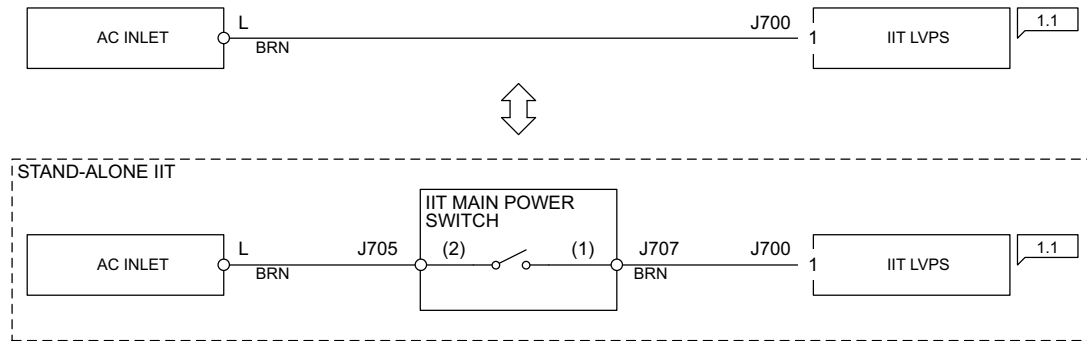 L J700 1.1
AC INLET 1 IIT LVPS
BRN
STAND-ALONE IIT
IIT MAIN POWER
SWITCH
L J705 (2) (1) J707 J700 1.1
AC INLET 1 IIT LVPS
BRN BRN